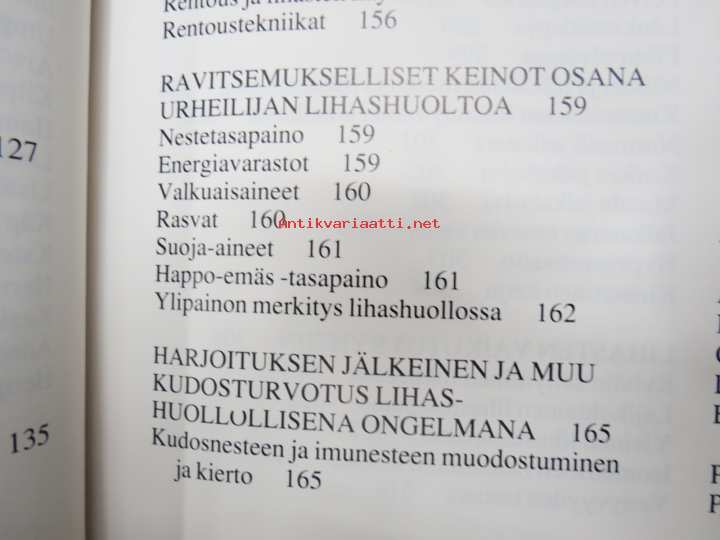 Rentoustekniikat 156
RAVITSEMUKSELLISET KEINOT OSANA
URHEILIJAN LIHASHUOLTOA 159
Nestetasapaino 159
Energiavarastot 159
Valkuaisaineet 160
Rasvat 160
antikvariaatti.net
Suoja-aineet 161
Happo-emäs -tasapaino 161
Ylipainon merkitys lihashuollossa 162
HARJOITUKSEN JÄLKEINEN JA MUU
KUDOSTURVOTUS LIHAS-
HUOLLOLLISENA ONGELMANA 165
Kudosnesteen ja imunesteen muodostuminen
ja kierto 165
127
135